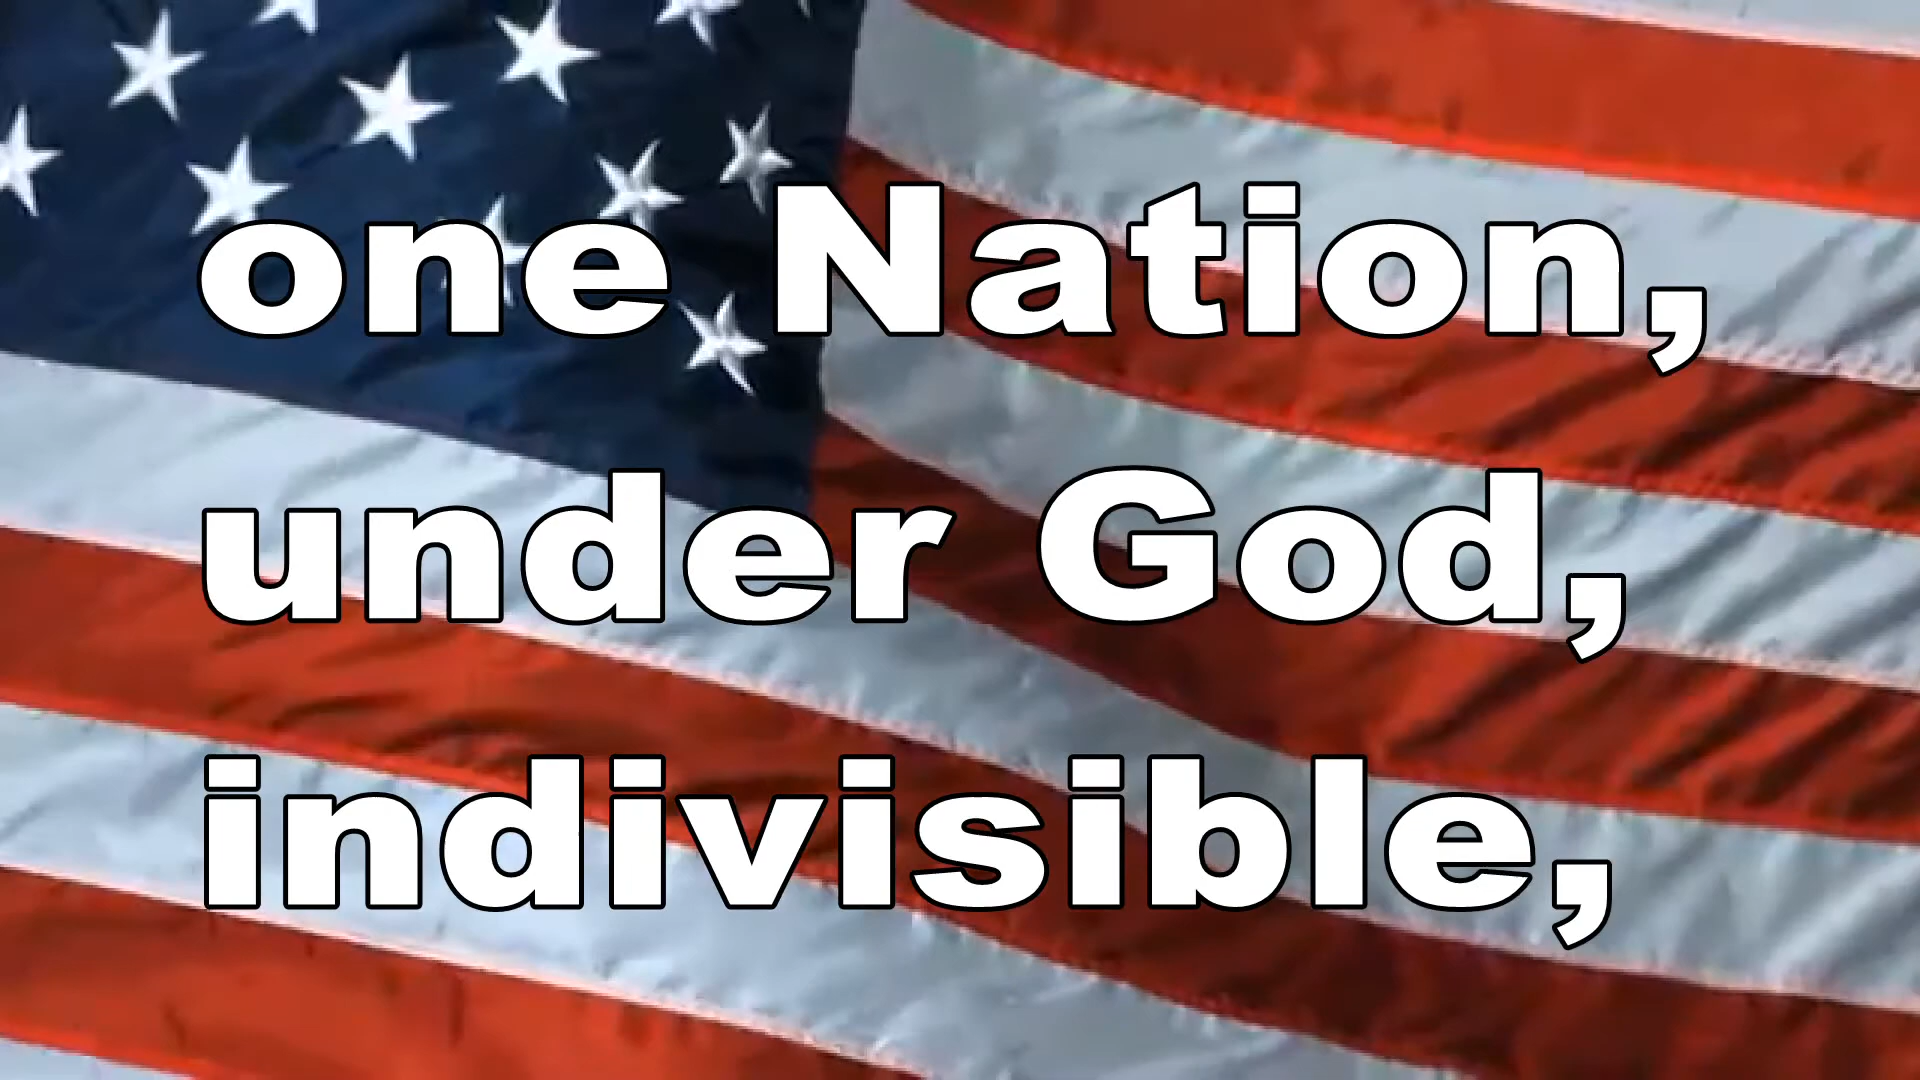 one Nation,
under God,
indivisible,